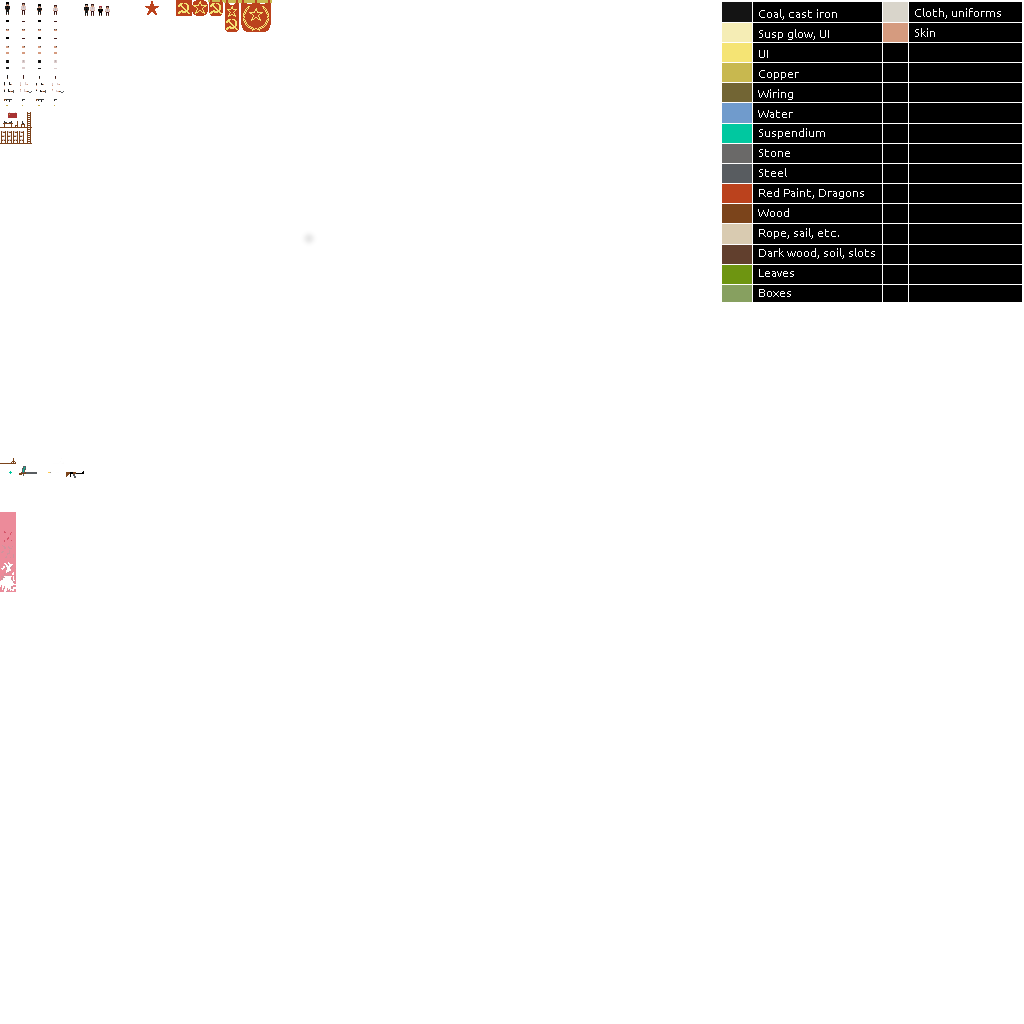 Coal, cast iron
Cloth, uniforms
Susp glow, UI
Skin
UI
Copper
Wiring
Water
Suspendium
Stone
Steel
Red Paint, Dragons
Wood
Rope, sail, etc.
Dark wood, soil, slots
Leaves
Boxes